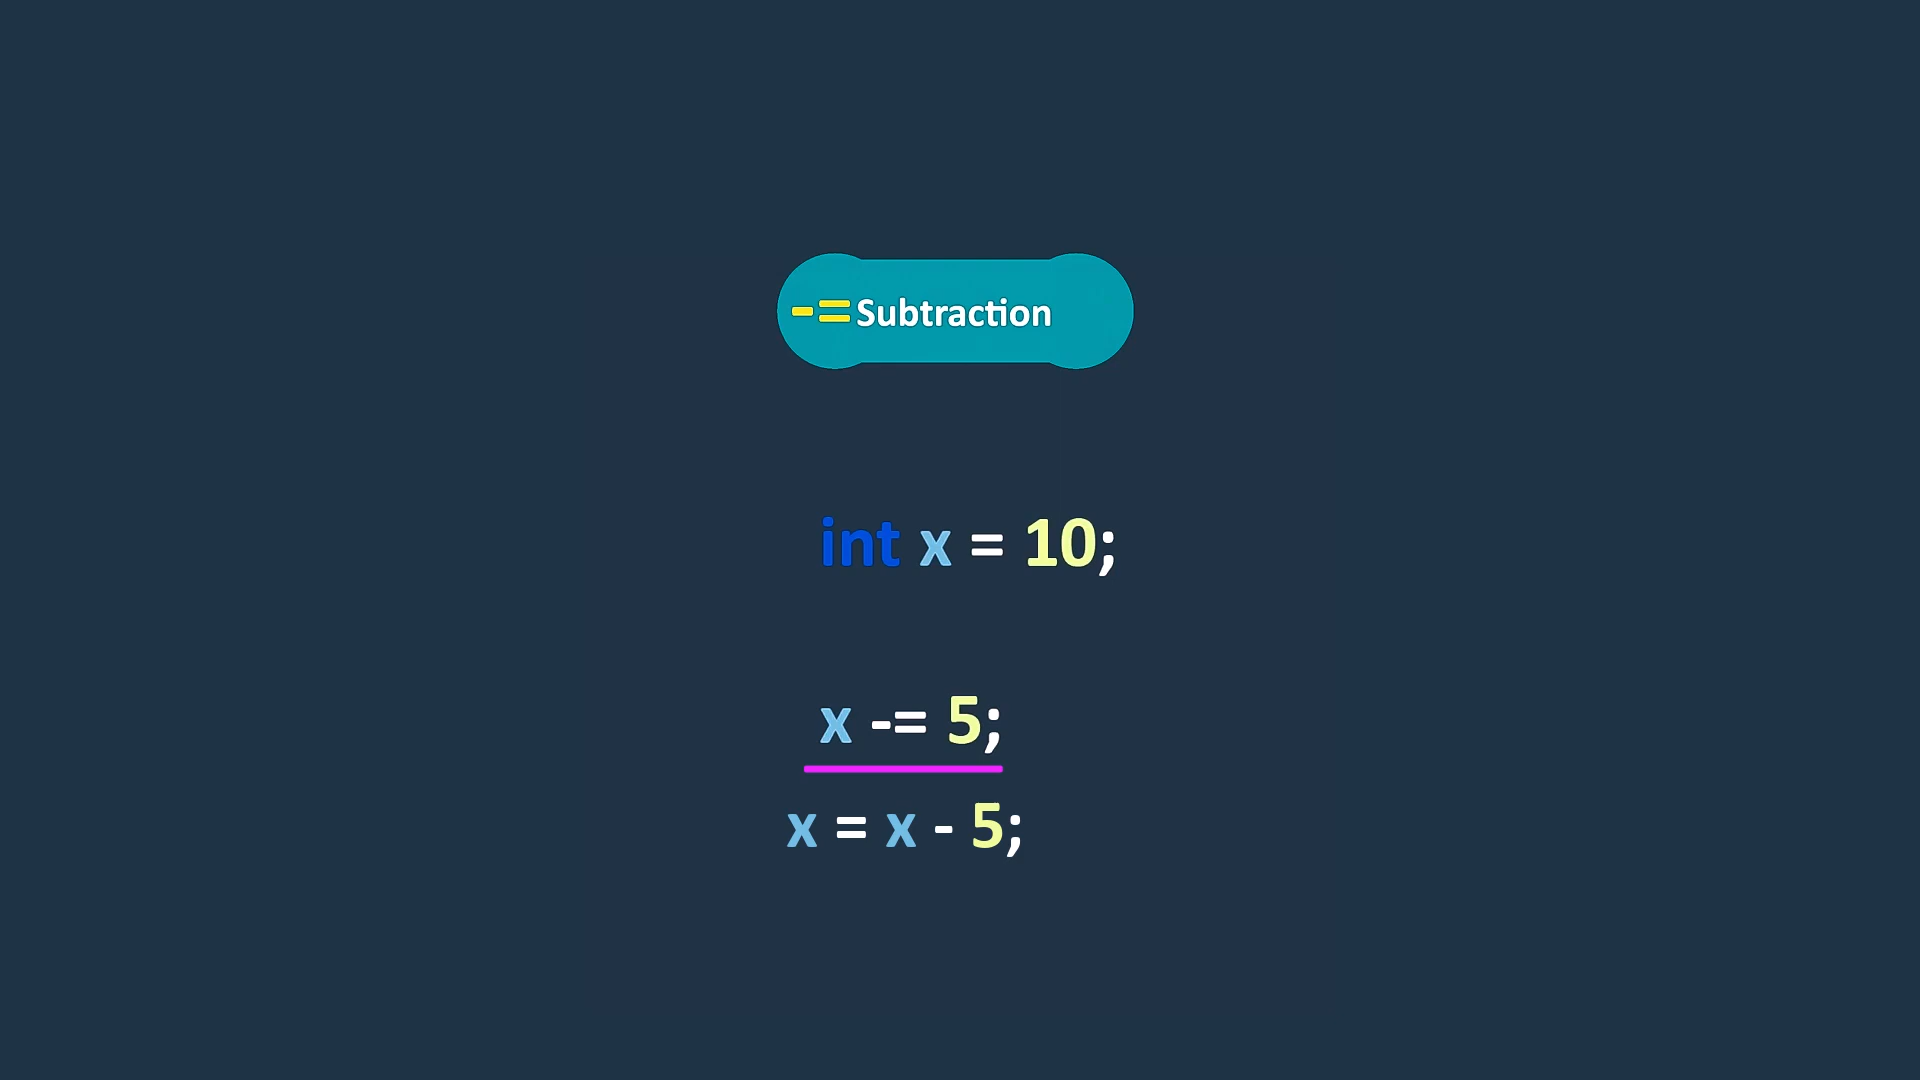 -= Subtraction
int x = 10;
x -= 5;
x = x - 5;